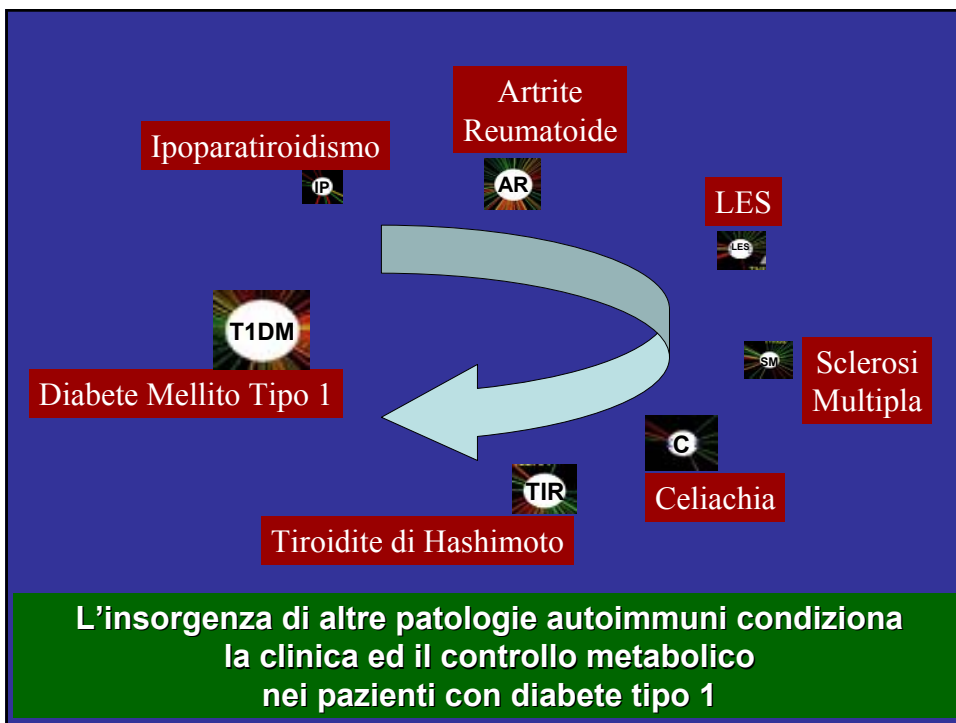 Artrite
Reumatoide
Ipoparatiroidismo
IP
AR
LES
LES
T1DM
Diabete Mellito Tipo 1
SM
Sclerosi
Multipla
C
Celiachia
TIR
Tiroidite di Hashimoto
L’insorgenza di altre patologie autoimmuni condiziona
la clinica ed il controllo metabolico
nei pazienti con diabete tipo 1